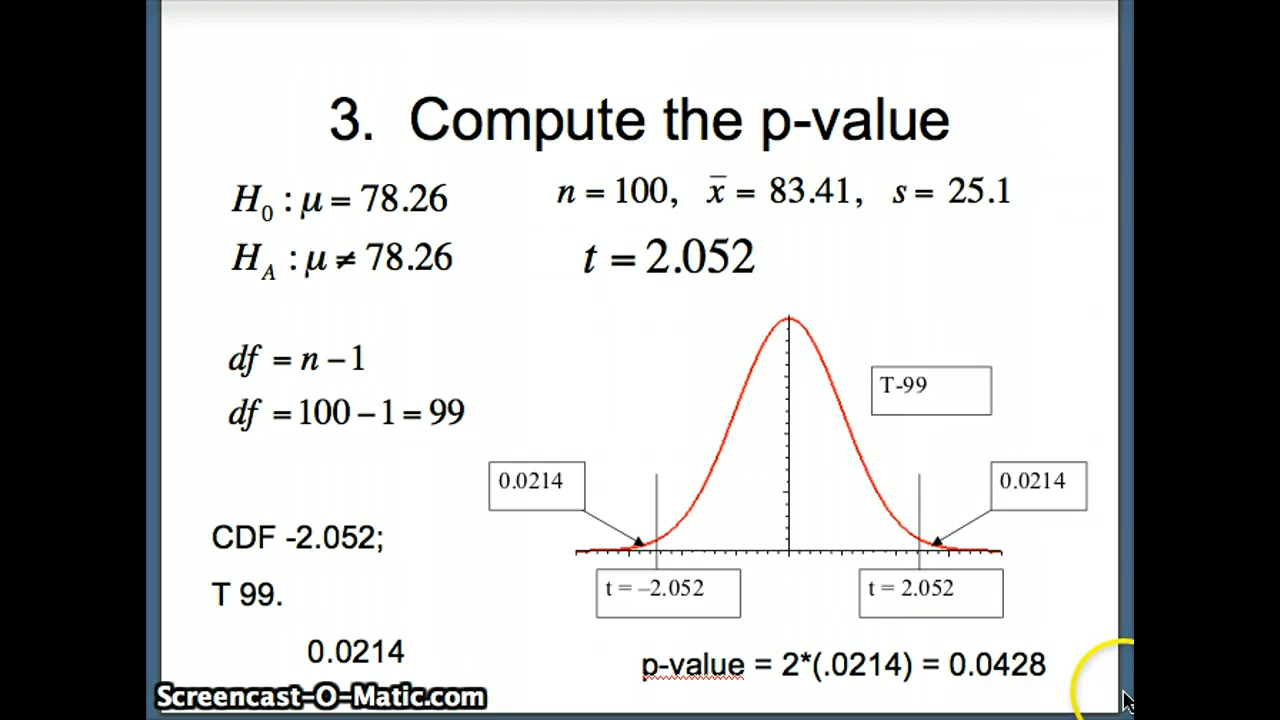 3. Compute the p-value
H₀ : μ = 78.26
n = 100, x̄ = 83.41, s = 25.1
H_A : μ ≠ 78.26
t = 2.052
df = n − 1
df = 100 − 1 = 99
T-99
0.0214
0.0214
t = –2.052
t = 2.052
CDF -2.052;
T 99.
0.0214
p-value = 2*(.0214) = 0.0428
Screencast-O-Matic.com